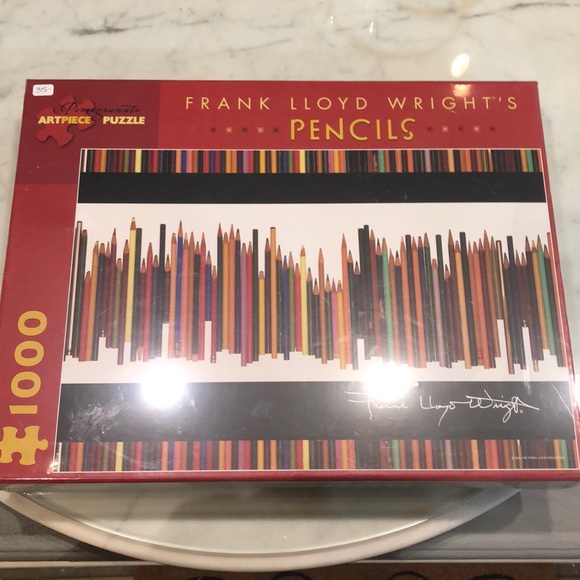 35-
Pomegranate
ARTPIECE PUZZLE
FRANK LLOYD WRIGHT'S
PENCILS
1000
Frank Lloyd Wright